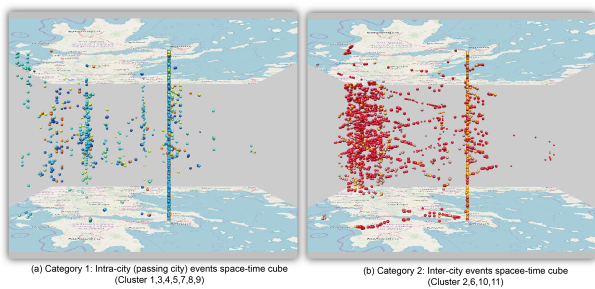 (a) Category 1: Intra-city (passing city) events space-time cube
(Cluster 1,3,4,5,7,8,9)
(b) Category 2: Inter-city events spacee-time cube
(Cluster 2,6,10,11)